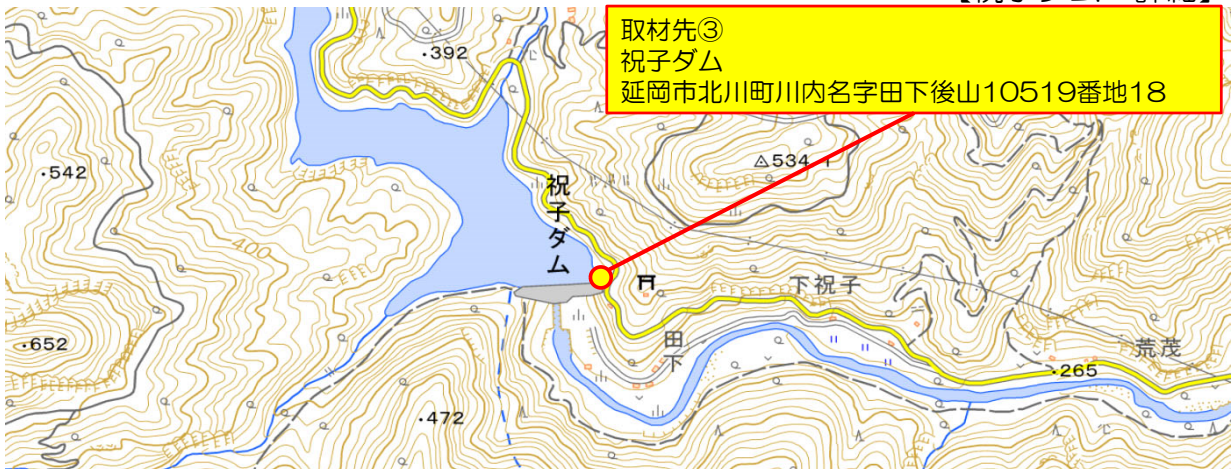 取材先③
祝子ダム
延岡市北川町川内名字田下後山10519番地18
・392
・542
△534
祝子ダム
下祝子
田下
荒茂
・652
・265
・472
400